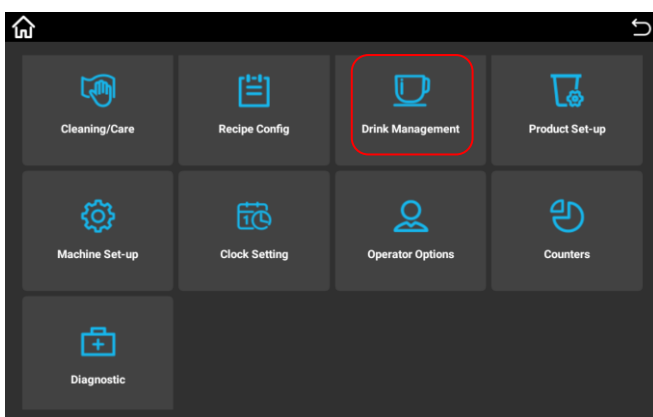 Cleaning/Care
Recipe Config
Drink Management
Product Set-up
Machine Set-up
Clock Setting
Operator Options
Counters
Diagnostic